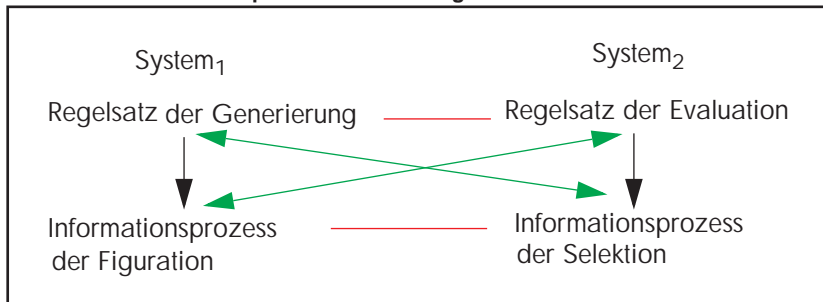 System1
System2
Regelsatz der Generierung
Regelsatz der Evaluation
Informationsprozess
der Figuration
Informationsprozess
der Selektion